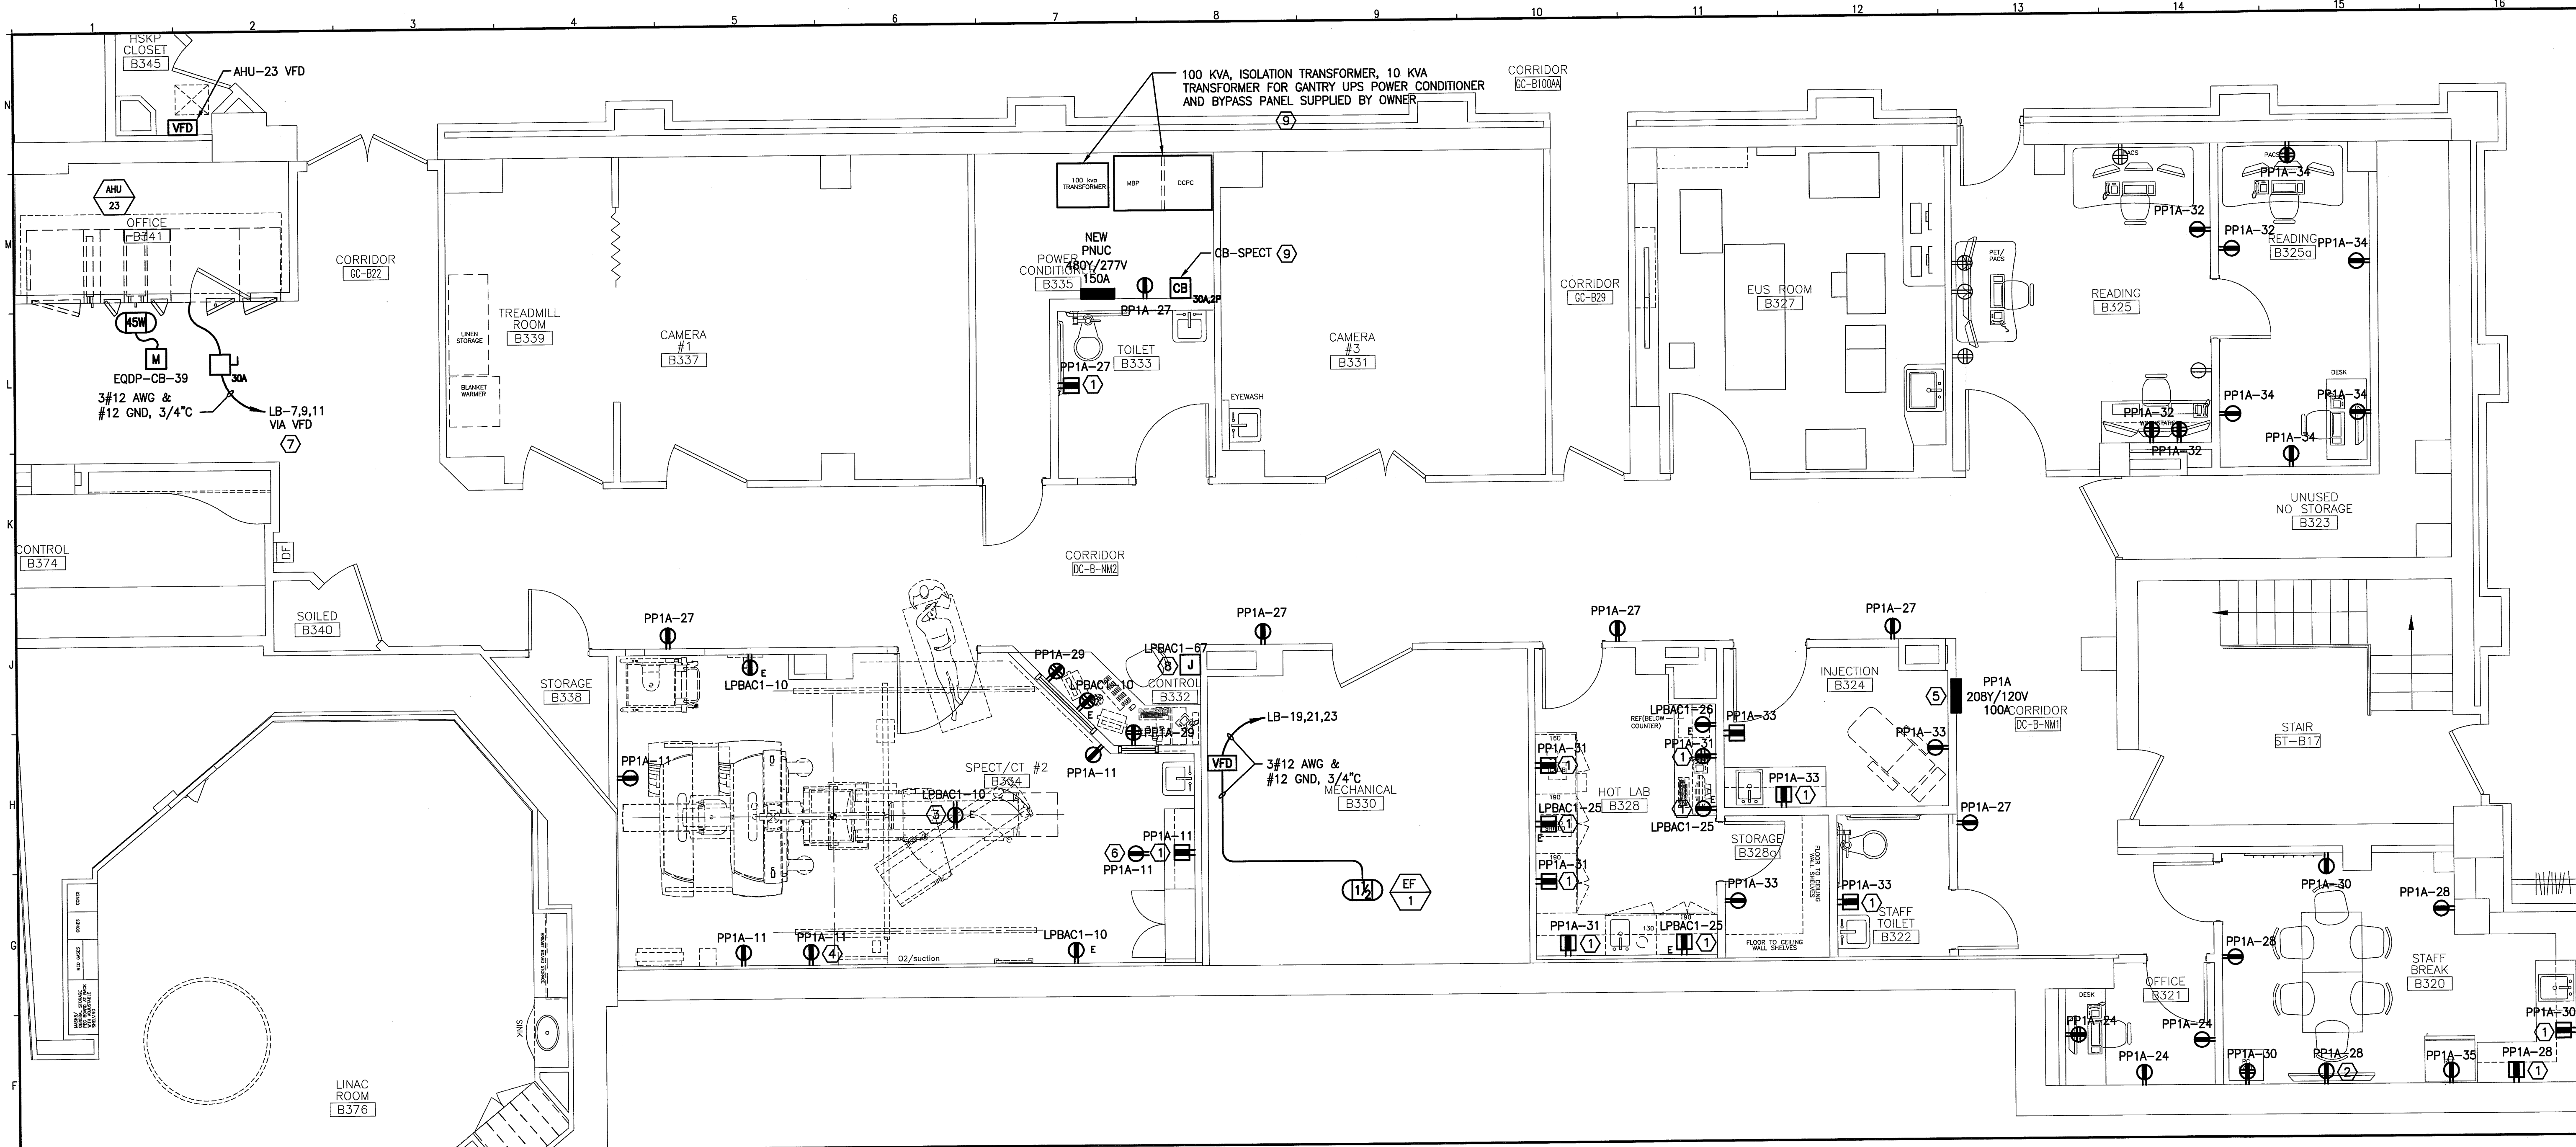 1 2 3 4 5 6 7 8 9 10 11 12 13 14 15 16
N
M
L
K
J
H
G
F
HSKP
CLOSET
B345
AHU-23 VFD
VFD
AHU
23
OFFICE
B341
45W
M
EQDP-CB-39
3#12 AWG &
#12 GND, 3/4"C
J
30A
LB-7,9,11
VIA VFD
7
CORRIDOR
GC-B22
TREADMILL
ROOM
B339
LINEN
STORAGE
BLANKET
WARMER
CAMERA
#1
B337
100 KVA, ISOLATION TRANSFORMER, 10 KVA
TRANSFORMER FOR GANTRY UPS POWER CONDITIONER
AND BYPASS PANEL SUPPLIED BY OWNER
9
100 kva
TRANSFORMER
MBP
DCPC
NEW
PNUC
480Y/277V
150A
POWER
CONDITIONER
B335
CB-SPECT
9
CB
30A,2P
PP1A-27
TOILET
B333
PP1A-27
1
CAMERA
#3
B331
EYEWASH
CORRIDOR
GC-B100AA
CORRIDOR
GC-B29
EUS ROOM
B327
PACS
PP1A-32
PET/
PACS
READING
B325
PP1A-32
PP1A-32
PACS
PP1A-34
PP1A-32
READING
B325a
PP1A-34
DESK
PP1A-34
PP1A-34
PP1A-34
UNUSED
NO STORAGE
B323
CONTROL
B374
DF
CORRIDOR
DC-B-NM2
SOILED
B340
STORAGE
B338
PP1A-27
PP1A-27
PP1A-27
PP1A-27
E
LPBAC1-10
PP1A-29
LPBAC1-10
E
LPBAC1-67
8
J
CONTROL
B332
PP1A-29
PP1A-11
PP1A-11
SPECT/CT #2
B334
LPBAC1-10
3
E
PP1A-11
6
1
PP1A-11
PP1A-11
PP1A-11
4
O2/suction
LPBAC1-10
E
LB-19,21,23
VFD
3#12 AWG &
#12 GND, 3/4"C
MECHANICAL
B330
1½
EF
1
REF(BELOW
COUNTER)
LPBAC1-26
E
160
PP1A-31
1
PP1A-31
1
190
LPBAC1-25
1
E
HOT LAB
B328
1
E
LPBAC1-25
190
PP1A-31
1
PP1A-31
1
130
190
LPBAC1-25
E
1
PP1A-33
INJECTION
B324
PP1A-33
PP1A-33
1
5
PP1A
208Y/120V
100A
CORRIDOR
DC-B-NM1
PP1A-27
STORAGE
B328a
FLOOR TO CEILING
WALL SHELVES
PP1A-33
FLOOR TO CEILING
WALL SHELVES
PP1A-33
1
STAFF
TOILET
B322
STAIR
ST-B17
PP1A-30
PP1A-28
PP1A-28
STAFF
BREAK
B320
OFFICE
B321
DESK
PP1A-24
PP1A-24
PP1A-24
PP1A-30
PP1A-28
2
PP1A-35
PP1A-28
1
PP1A-30
1
CONES
CONES
MED GASES
SINK
LINAC
ROOM
B376